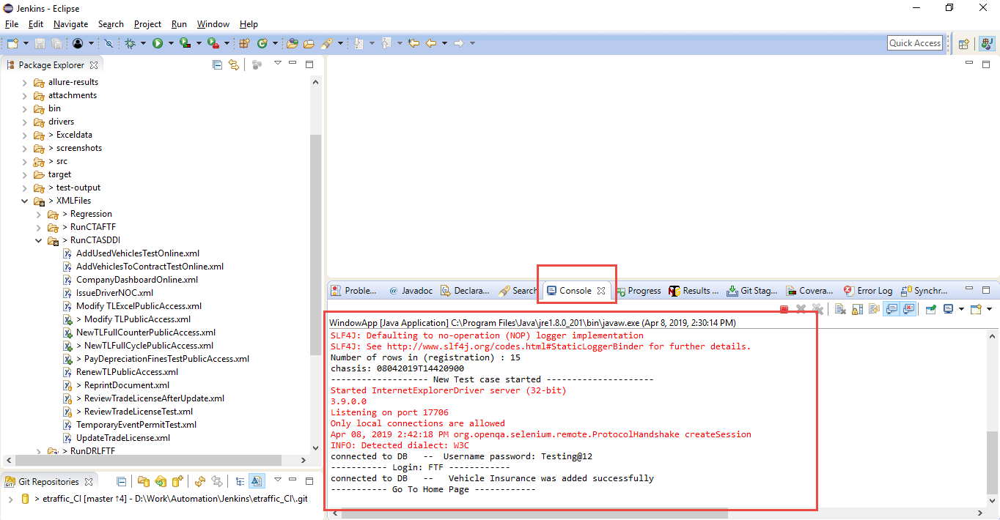 Jenkins - Eclipse
File Edit Navigate Search Project Run Window Help
Quick Access
Package Explorer
allure-results
attachments
bin
drivers
> Exceldata
> screenshots
> src
target
> test-output
> XMLFiles
> Regression
> RunCTAFTF
> RunCTASDDI
AddUsedVehiclesTestOnline.xml
AddVehiclesToContractTestOnline.xml
CompanyDashboardOnline.xml
IssueDriverNOC.xml
Modify TLExcelPublicAccess.xml
> Modify TLPublicAccess.xml
NewTLFullCounterPublicAccess.xml
> NewTLFullCyclePublicAccess.xml
> PayDepreciationFinesTestPublicAccess.xml
RenewTLPublicAccess.xml
> ReprintDocument.xml
> ReviewTradeLicenseAfterUpdate.xml
> ReviewTradeLicenseTest.xml
TemporaryEventPermitTest.xml
UpdateTradeLicense.xml
> RunDRLFTF
Git Repositories
> etraffic_CI [master ↑4] - D:\Work\Automation\Jenkins\etraffic_CI\.git
Proble... @ Javadoc Declara... Search Console Progress Results ... Git Stag... Covera... Error Log Synchr...
WindowApp [Java Application] C:\Program Files\Java\jre1.8.0_201\bin\javaw.exe (Apr 8, 2019, 2:30:14 PM)
SLF4J: Defaulting to no-operation (NOP) logger implementation
SLF4J: See http://www.slf4j.org/codes.html#StaticLoggerBinder for further details.
Number of rows in (registration) : 15
chassis: 08042019T14420900
------------------- New Test case started ---------------------
Started InternetExplorerDriver server (32-bit)
3.9.0.0
Listening on port 17706
Only local connections are allowed
Apr 08, 2019 2:42:18 PM org.openqa.selenium.remote.ProtocolHandshake createSession
INFO: Detected dialect: W3C
connected to DB -- Username password: Testing@12
----------- Login: FTF ------------
connected to DB -- Vehicle Insurance was added successfully
----------- Go To Home Page ------------